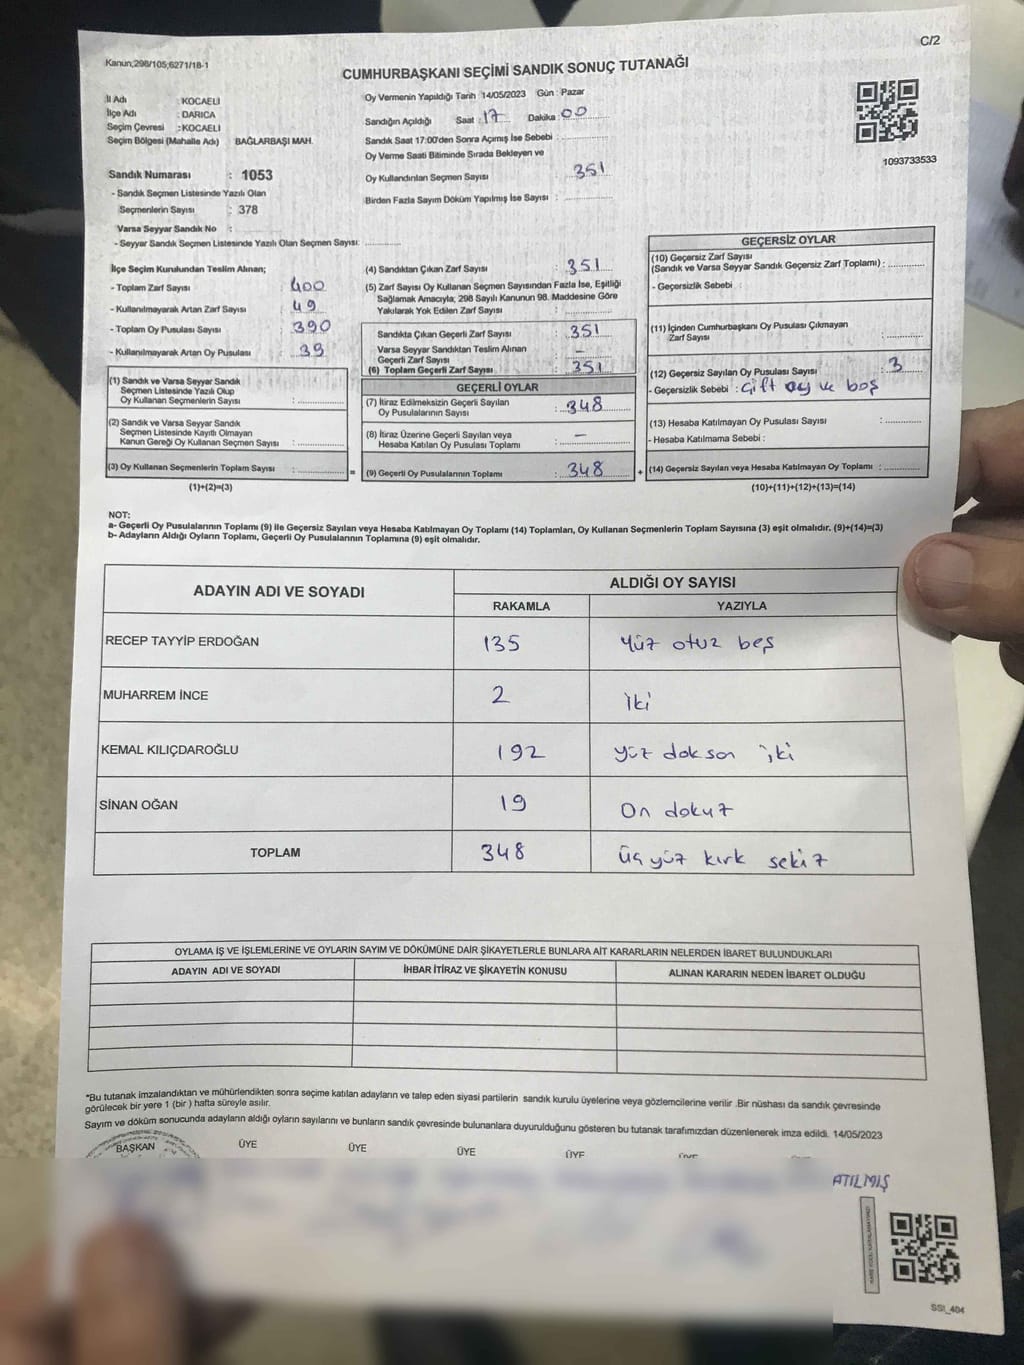 C/2
Kanun;298/105;6271/18-1
CUMHURBAŞKANI SEÇİMİ SANDIK SONUÇ TUTANAĞI
İl Adı : KOCAELİ
İlçe Adı : DARICA
Seçim Çevresi : KOCAELİ
Seçim Bölgesi (Mahalle Adı) BAĞLARBAŞI MAH.
Sandık Numarası : 1053
- Sandık Seçmen Listesinde Yazılı Olan
Seçmenlerin Sayısı : 378
Varsa Seyyar Sandık No :
- Seyyar Sandık Seçmen Listesinde Yazılı Olan Seçmen Sayısı:
Oy Vermenin Yapıldığı Tarih 14/05/2023 Gün : Pazar
Sandığın Açıldığı Saat : 17 Dakika : 00
Sandık Saat 17:00'den Sonra Açımış İse Sebebi :
Oy Verme Saati Bitiminde Sırada Bekleyen ve
Oy Kullandırılan Seçmen Sayısı : 351
Birden Fazla Sayım Döküm Yapılmış İse Sayısı :
1093733533
İlçe Seçim Kurulundan Teslim Alınan;
- Toplam Zarf Sayısı : 400
- Kullanılmayarak Artan Zarf Sayısı : 49
- Toplam Oy Pusulası Sayısı : 390
- Kullanılmayarak Artan Oy Pusulası : 39
(1) Sandık ve Varsa Seyyar Sandık
Seçmen Listesinde Yazılı Olup
Oy Kullanan Seçmenlerin Sayısı :
(2) Sandık ve Varsa Seyyar Sandık
Seçmen Listesinde Kayıtlı Olmayan
Kanun Gereği Oy Kullanan Seçmen Sayısı :
(3) Oy Kullanan Seçmenlerin Toplam Sayısı : =
(1)+(2)=(3)
(4) Sandıktan Çıkan Zarf Sayısı : 351
(5) Zarf Sayısı Oy Kullanan Seçmen Sayısından Fazla İse, Eşitliği
Sağlamak Amacıyla; 298 Sayılı Kanunun 98. Maddesine Göre
Yakılarak Yok Edilen Zarf Sayısı :
Sandıkta Çıkan Geçerli Zarf Sayısı : 351
Varsa Seyyar Sandıktan Teslim Alınan
Geçerli Zarf Sayısı : -
(6) Toplam Geçerli Zarf Sayısı : 351
GEÇERLİ OYLAR
(7) İtiraz Edilmeksizin Geçerli Sayılan
Oy Pusulalarının Sayısı : 348
(8) İtiraz Üzerine Geçerli Sayılan veya
Hesaba Katılan Oy Pusulası Toplamı : -
(9) Geçerli Oy Pusulalarının Toplamı : 348 +
GEÇERSİZ OYLAR
(10) Geçersiz Zarf Sayısı
(Sandık ve Varsa Seyyar Sandık Geçersiz Zarf Toplamı) :
- Geçersizlik Sebebi :
(11) İçinden Cumhurbaşkanı Oy Pusulası Çıkmayan
Zarf Sayısı :
(12) Geçersiz Sayılan Oy Pusulası Sayısı : 3
- Geçersizlik Sebebi : Çift oy ve boş
(13) Hesaba Katılmayan Oy Pusulası Sayısı :
- Hesaba Katılmama Sebebi :
(14) Geçersiz Sayılan veya Hesaba Katılmayan Oy Toplamı :
(10)+(11)+(12)+(13)=(14)
NOT:
a- Geçerli Oy Pusulalarının Toplamı (9) ile Geçersiz Sayılan veya Hesaba Katılmayan Oy Toplamı (14) Toplamları, Oy Kullanan Seçmenlerin Toplam Sayısına (3) eşit olmalıdır. (9)+(14)=(3)
b- Adayların Aldığı Oyların Toplamı, Geçerli Oy Pusulalarının Toplamına (9) eşit olmalıdır.
ADAYIN ADI VE SOYADI
ALDIĞI OY SAYISI
RAKAMLA YAZIYLA
RECEP TAYYİP ERDOĞAN 135 Yüz otuz beş
MUHARREM İNCE 2 İki
KEMAL KILIÇDAROĞLU 192 Yüz doksan iki
SİNAN OĞAN 19 On dokuz
TOPLAM 348 Üç yüz kırk sekiz
OYLAMA İŞ VE İŞLEMLERİNE VE OYLARIN SAYIM VE DÖKÜMÜNE DAİR ŞİKAYETLERLE BUNLARA AİT KARARLARIN NELERDEN İBARET BULUNDUKLARI
ADAYIN ADI VE SOYADI İHBAR İTİRAZ VE ŞİKAYETİN KONUSU ALINAN KARARIN NEDEN İBARET OLDUĞU
*Bu tutanak imzalandıktan ve mühürlendikten sonra seçime katılan adayların ve talep eden siyasi partilerin sandık kurulu üyelerine veya gözlemcilerine verilir .Bir nüshası da sandık çevresinde
görülecek bir yere 1 (bir ) hafta süreyle asılır.
Sayım ve döküm sonucunda adayların aldığı oyların sayılarını ve bunların sandık çevresinde bulunanlara duyurulduğunu gösteren bu tutanak tarafımızdan düzenlenerek imza edildi. 14/05/2023
BAŞKAN ÜYE ÜYE ÜYE ÜYE
ATILMIŞ
SSI_404